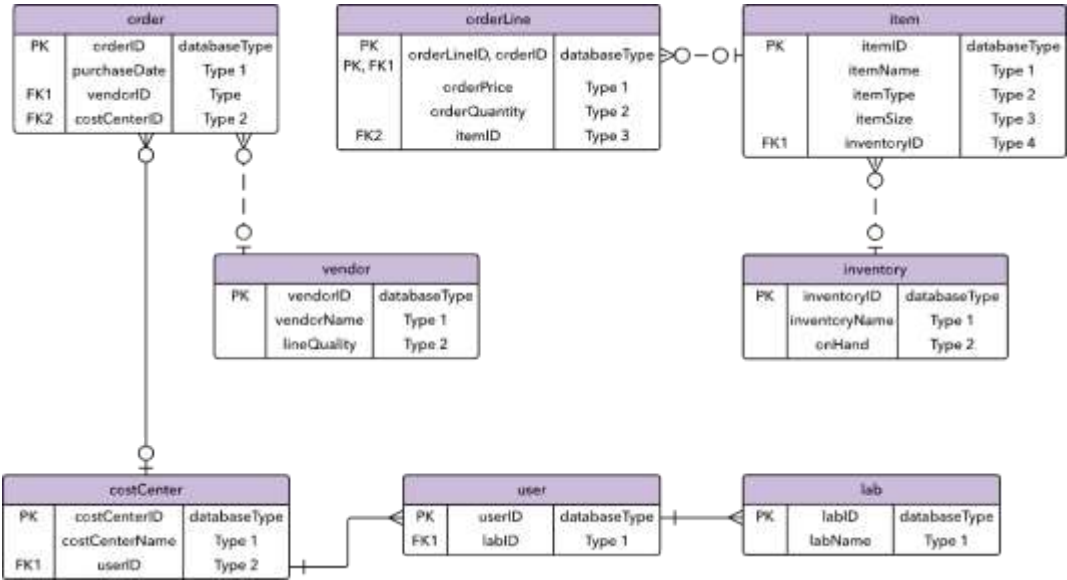 order
PK orderID databaseType
purchaseDate Type 1
FK1 vendorID Type
FK2 costCenterID Type 2
orderLine
PK
PK, FK1 orderLineID, orderID databaseType
orderPrice Type 1
orderQuantity Type 2
FK2 itemID Type 3
item
PK itemID databaseType
itemName Type 1
itemType Type 2
itemSize Type 3
FK1 inventoryID Type 4
vendor
PK vendorID databaseType
vendorName Type 1
lineQuality Type 2
inventory
PK inventoryID databaseType
inventoryName Type 1
onHand Type 2
costCenter
PK costCenterID databaseType
costCenterName Type 1
FK1 userID Type 2
user
PK userID databaseType
FK1 labID Type 1
lab
PK labID databaseType
labName Type 1